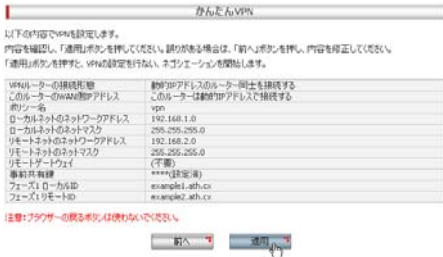 かんたんVPN
以下の内容でVPNを設定します。
内容を確認し、「適用」ボタンを押してください。誤りがある場合は、「前へ」ボタンを押し、内容を修正してください。
「適用」ボタンを押すと、VPNの設定を行ない、ネゴシエーションを開始します。
VPNルーターの接続形態 動的IPアドレスのルーター同士を接続する
このルーターのWAN側IPアドレス このルーターは動的IPアドレスで接続する
ポリシー名 vpn
ローカルネットのネットワークアドレス 192.168.1.0
ローカルネットのネットマスク 255.255.255.0
リモートネットのネットワークアドレス 192.168.2.0
リモートネットのネットマスク 255.255.255.0
リモートゲートウェイ (不要)
事前共有鍵 ****(設定済)
フェーズ1 ローカルID example1.ath.cx
フェーズ1 リモートID example2.ath.cx
注意:ブラウザーの戻るボタンは使わないでください。
前へ 適用